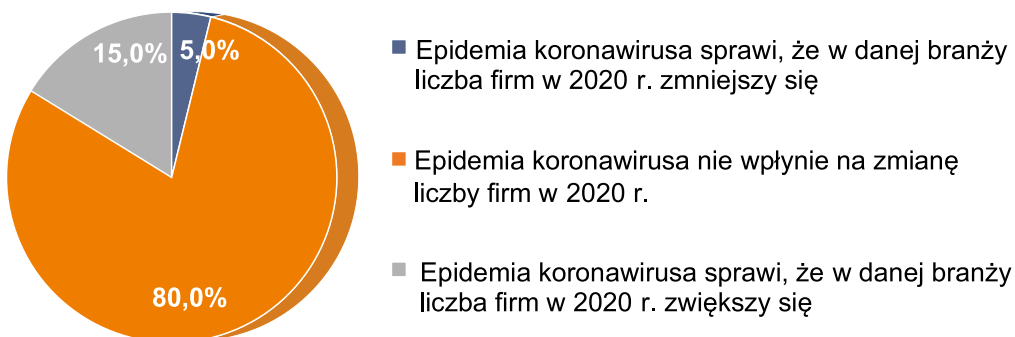 15,0%
5,0%
80,0%
Epidemia koronawirusa sprawi, że w danej branży
liczba firm w 2020 r. zmniejszy się
Epidemia koronawirusa nie wpłynie na zmianę
liczby firm w 2020 r.
Epidemia koronawirusa sprawi, że w danej branży
liczba firm w 2020 r. zwiększy się